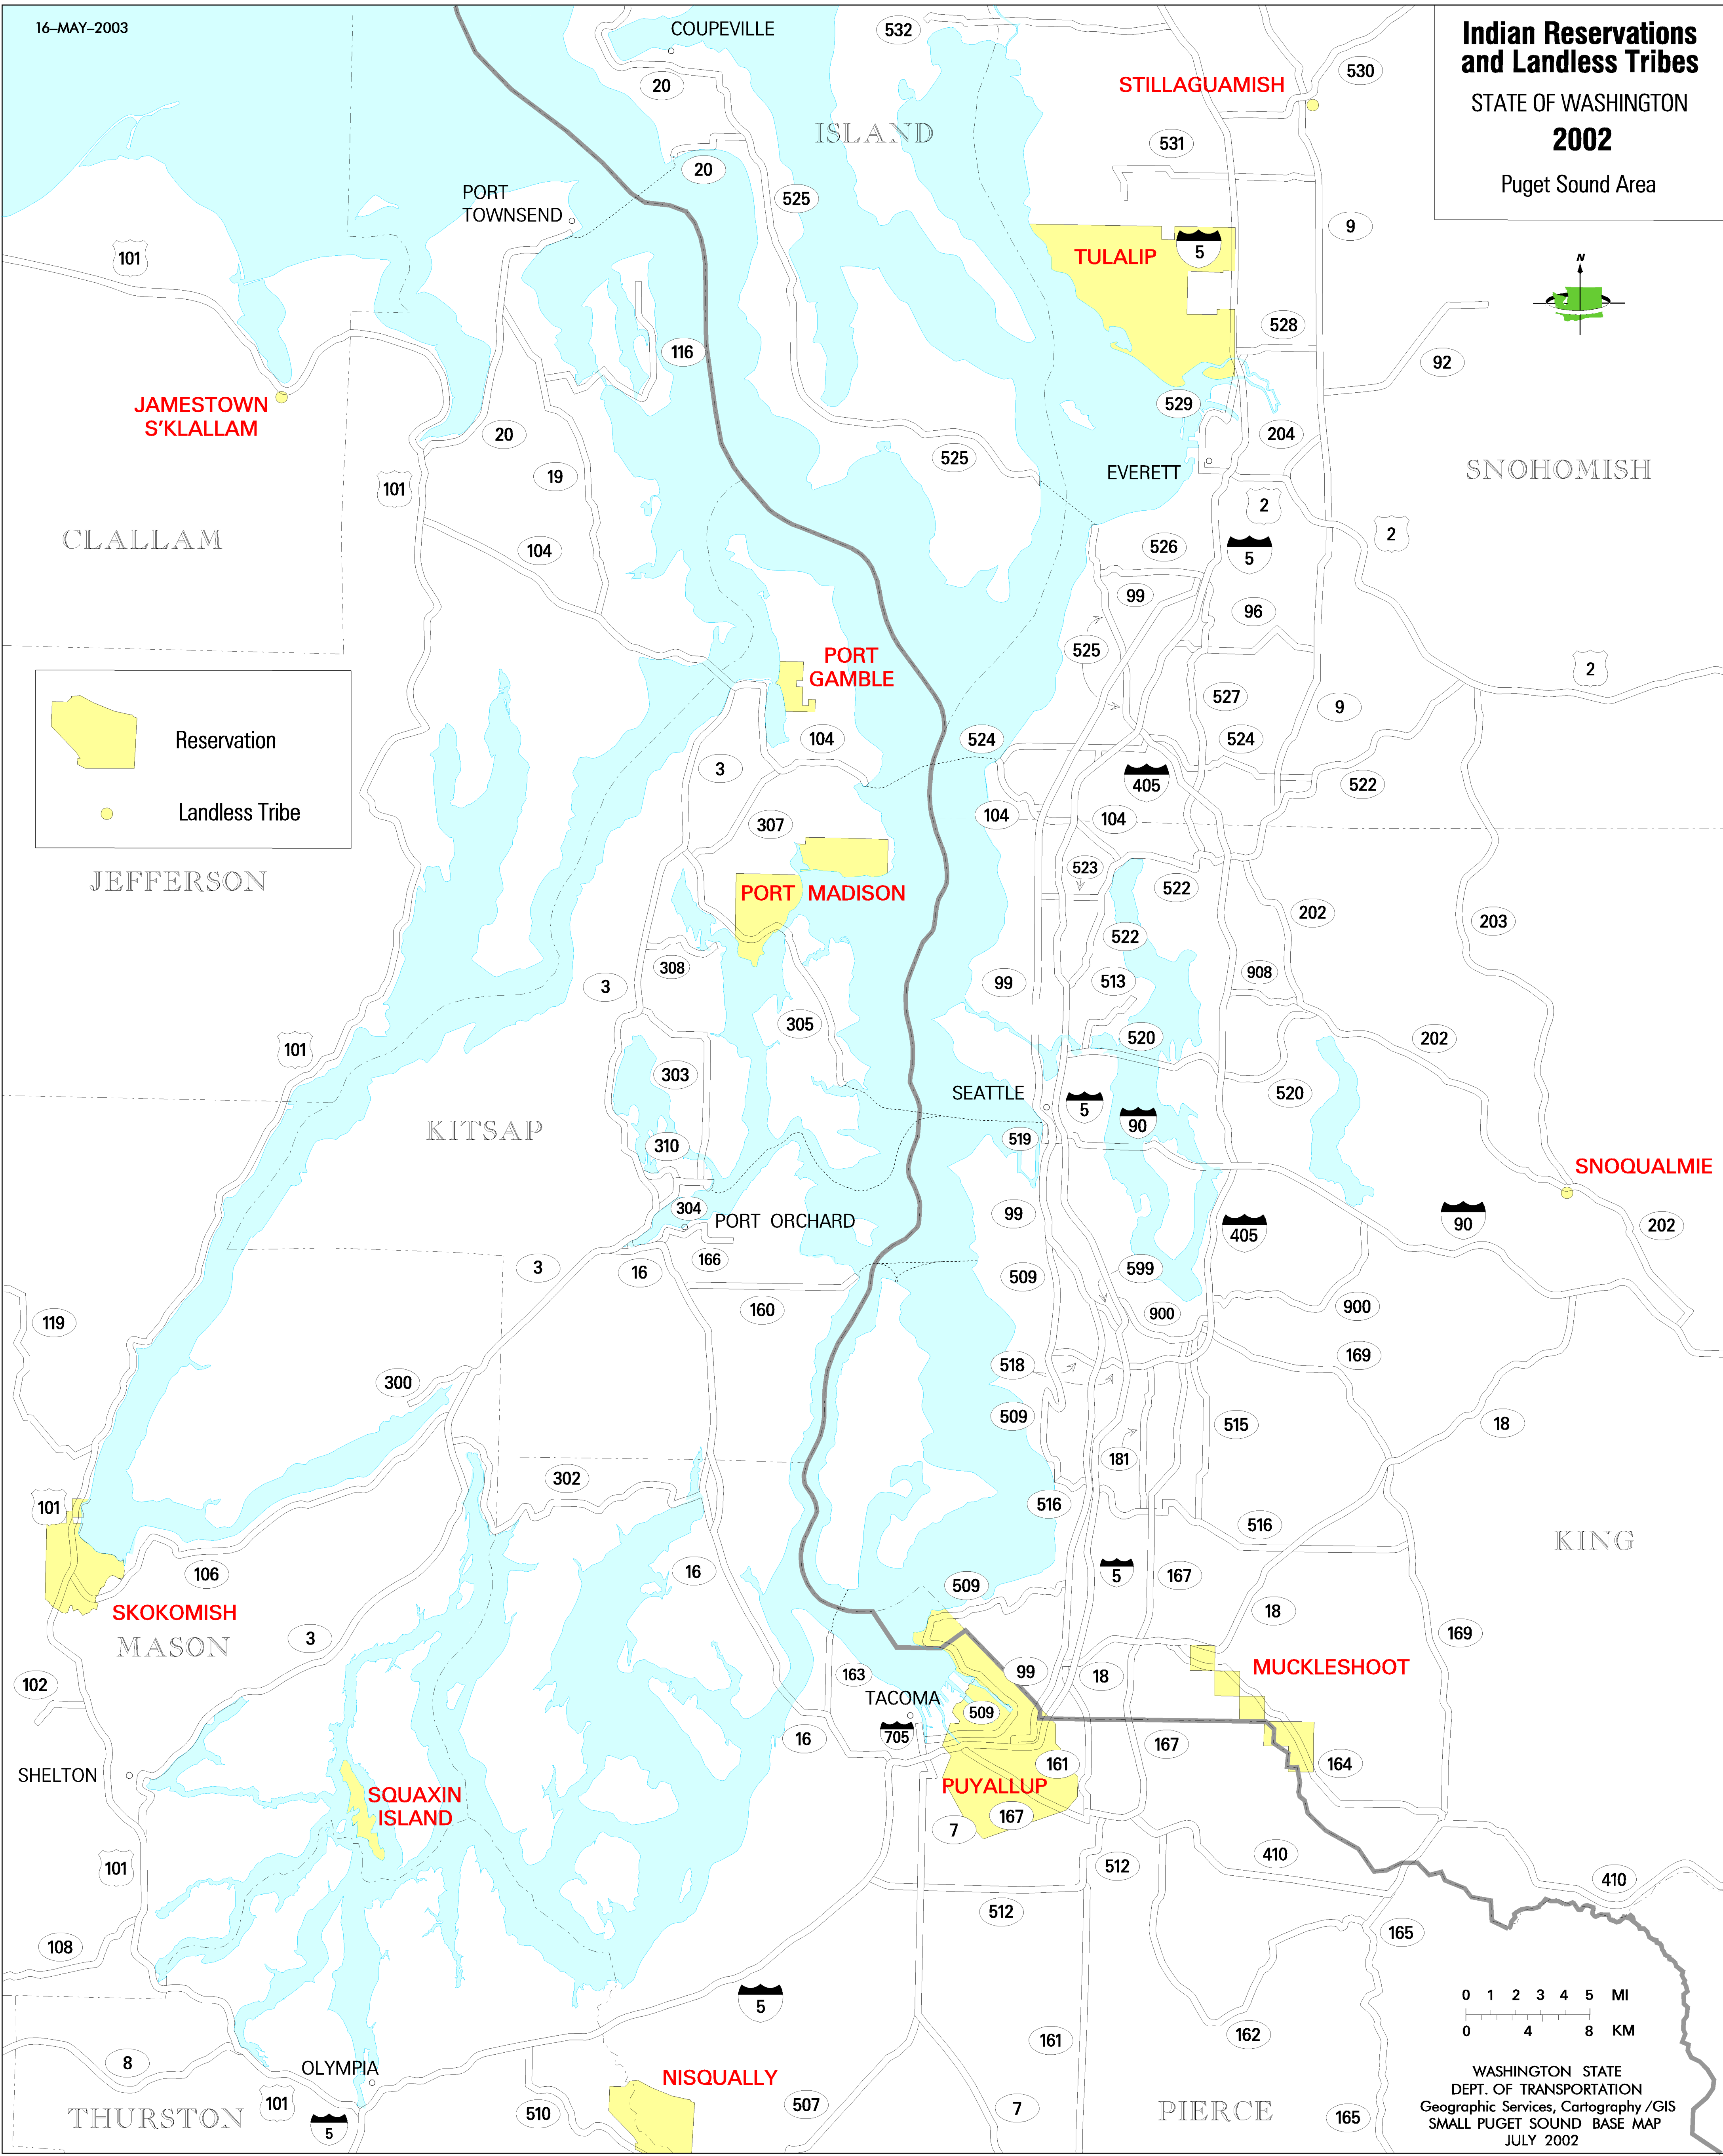 16–MAY–2003
COUPEVILLE
532
Indian Reservations
and Landless Tribes
STATE OF WASHINGTON
2002
Puget Sound Area
20
STILLAGUAMISH
530
ISLAND
531
20
525
PORT
TOWNSEND
101
9
TULALIP
5
N
116
528
92
JAMESTOWN
S'KLALLAM
529
20
204
525
EVERETT
SNOHOMISH
19
101
2
2
CLALLAM
104
526
5
99
96
525
PORT
GAMBLE
2
527
9
Reservation
104
524
524
3
405
522
Landless Tribe
104
104
307
523
JEFFERSON
522
PORT MADISON
202
203
522
308
908
3
99
513
305
520
202
101
303
SEATTLE
5
520
90
KITSAP
310
519
SNOQUALMIE
304
PORT ORCHARD
99
405
90
202
166
3
16
509
599
160
900
900
119
518
169
300
509
515
18
181
302
101
516
516
KING
106
16
5
167
509
SKOKOMISH
18
MASON
3
169
MUCKLESHOOT
102
163
99
18
TACOMA
509
705
16
167
161
164
SHELTON
SQUAXIN
ISLAND
PUYALLUP
167
7
101
410
512
410
512
165
108
5
0 1 2 3 4 5 MI
0 4 8 KM
161
162
8
OLYMPIA
NISQUALLY
WASHINGTON STATE
DEPT. OF TRANSPORTATION
Geographic Services, Cartography/GIS
SMALL PUGET SOUND BASE MAP
JULY 2002
101
5
THURSTON
510
507
7
PIERCE
165